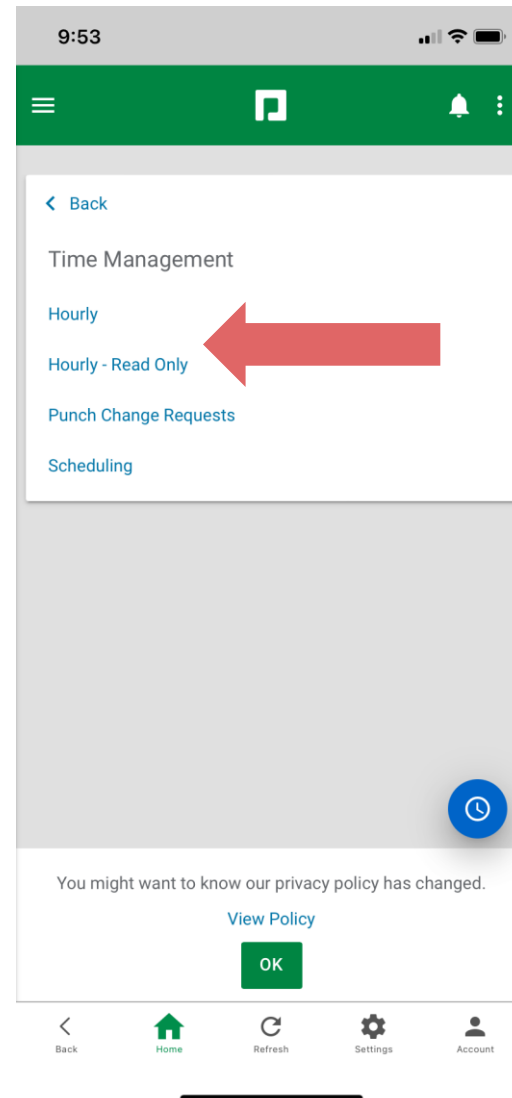 9:53
Back
Time Management
Hourly
Hourly - Read Only
Punch Change Requests
Scheduling
You might want to know our privacy policy has changed.
View Policy
OK
Back Home Refresh Settings Account